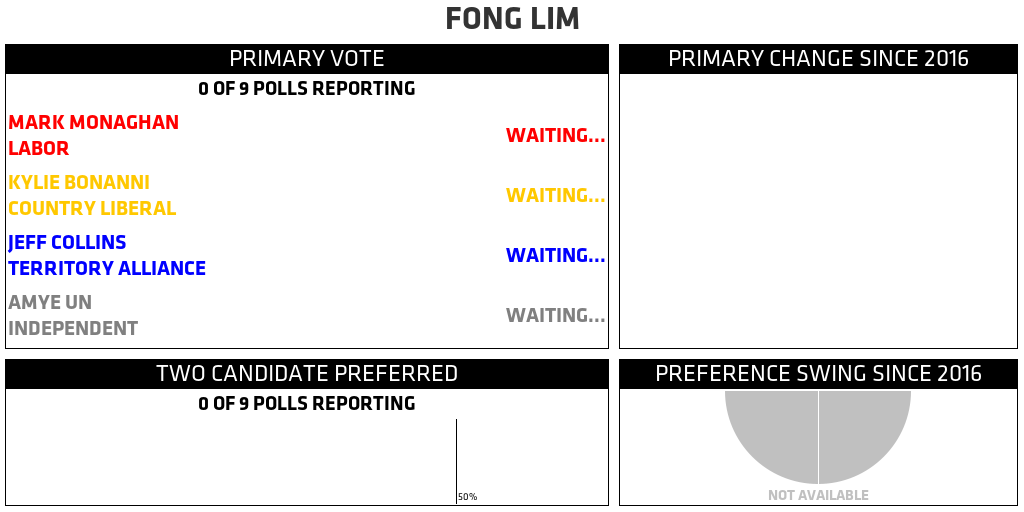 FONG LIM
PRIMARY VOTE
0 OF 9 POLLS REPORTING
MARK MONAGHAN
LABOR
WAITING...
KYLIE BONANNI
COUNTRY LIBERAL
WAITING...
JEFF COLLINS
TERRITORY ALLIANCE
WAITING...
AMYE UN
INDEPENDENT
WAITING...
PRIMARY CHANGE SINCE 2016
TWO CANDIDATE PREFERRED
0 OF 9 POLLS REPORTING
50%
PREFERENCE SWING SINCE 2016
NOT AVAILABLE